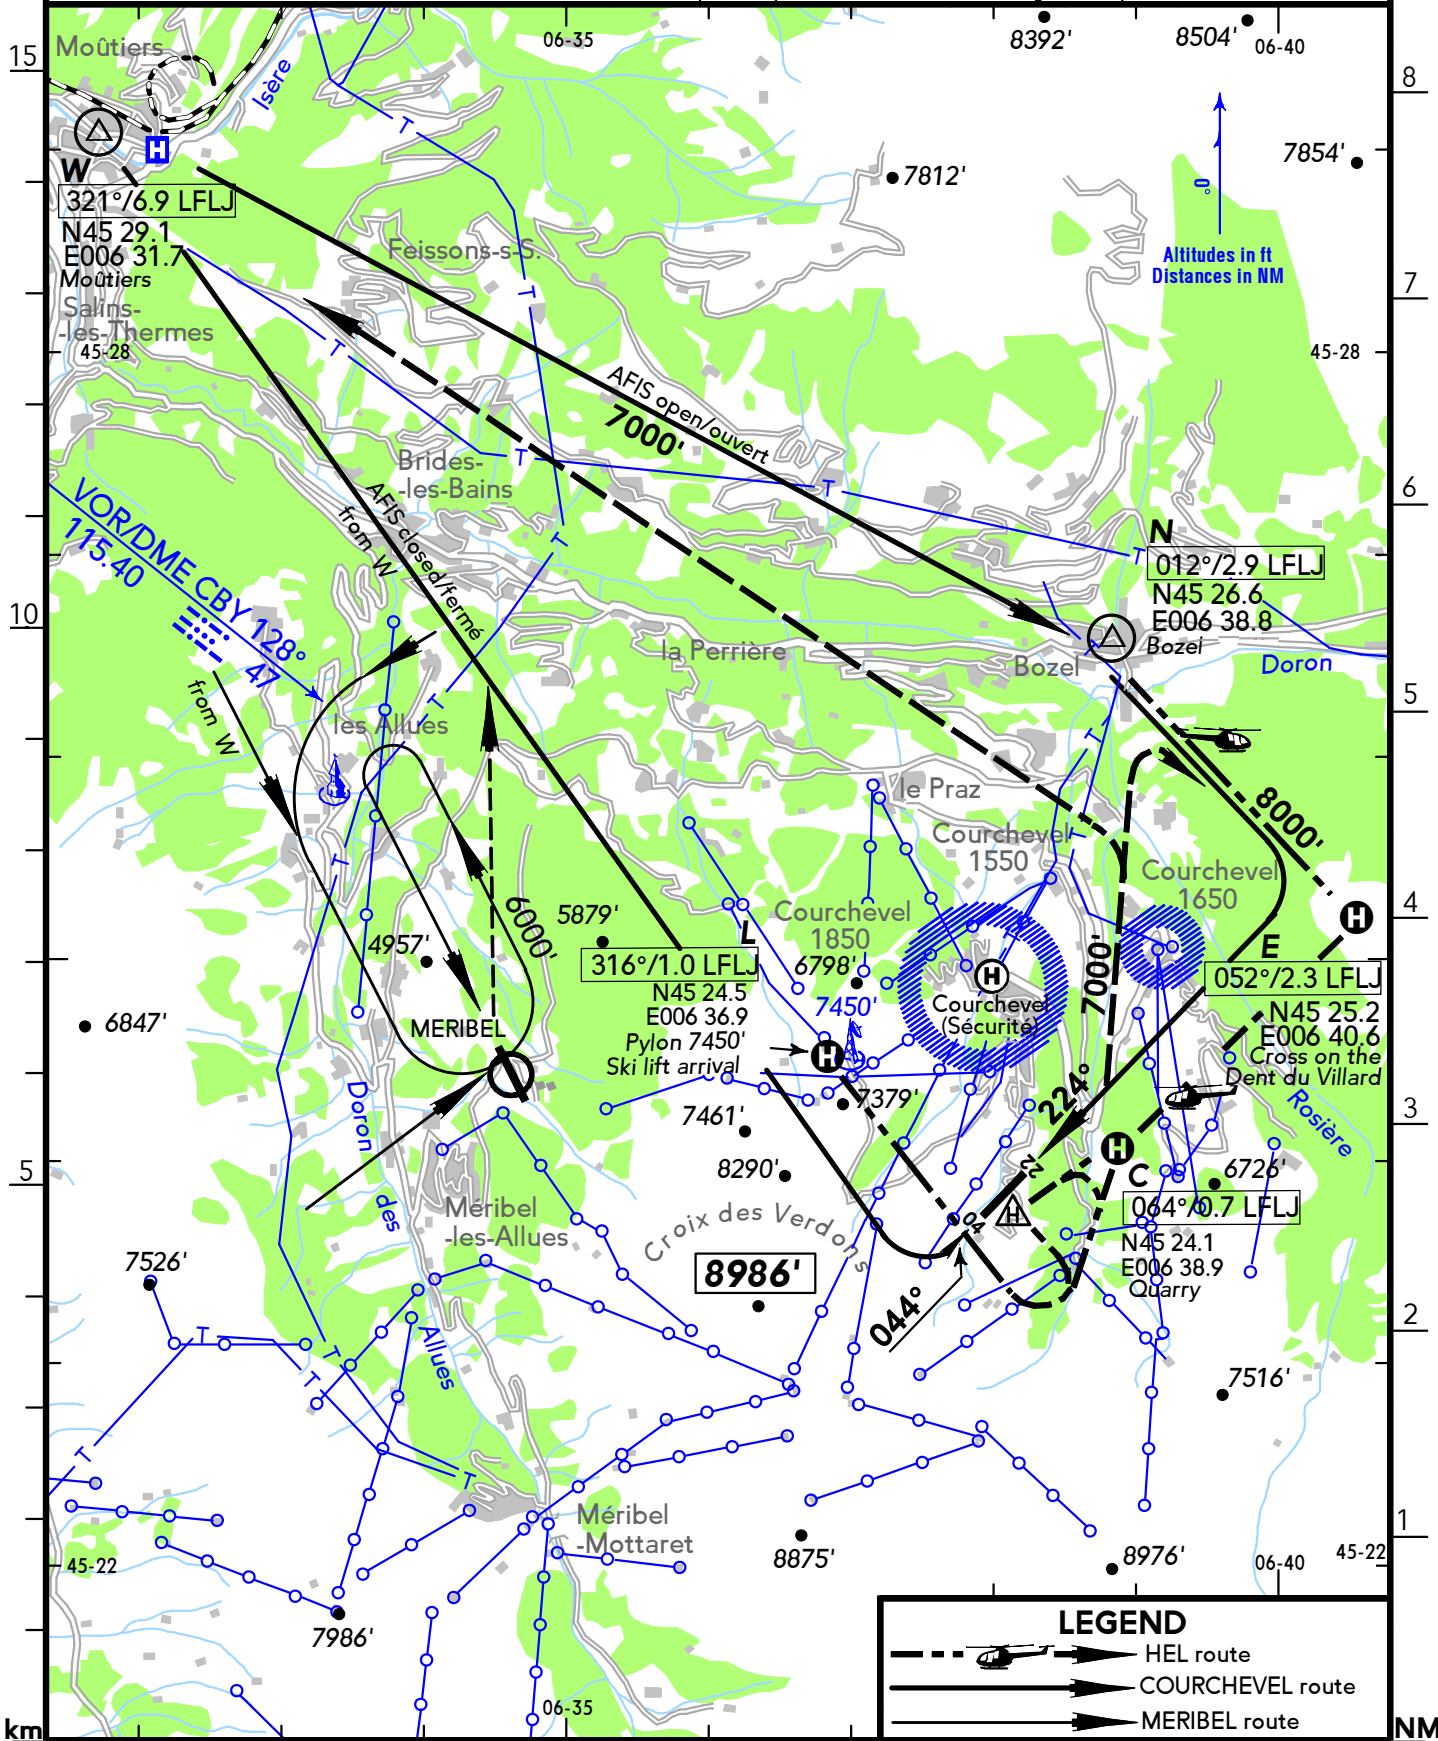 15
Moûtiers
Isère
06-35
8392'
8504'
06-40
8
W
321°/6.9 LFLJ
N45 29.1
E006 31.7
Moûtiers
Salins-
-les-Thermes
45-28
H
7812'
7854'
0°
Altitudes in ft
Distances in NM
7
Feissons-s-S.
T
T
T
45-28
AFIS open/ouvert
7000'
Brides-
-les-Bains
AFIS closed/fermé
from W
T
T
T
T
6
VOR/DME CBY 128°
115.40
47
N
012°/2.9 LFLJ
N45 26.6
E006 38.8
Bozel
10
la Perrière
Bozel
Doron
from W
les Allues
T
T
5
le Praz
8000'
Courchevel
1550
T
T
Courchevel
1650
6000'
5879'
4957'
L
316°/1.0 LFLJ
N45 24.5
E006 36.9
Pylon 7450'
Ski lift arrival
Courchevel
1850
6798'
7450'
H
H
Courchevel
(Sécurité)
7000'
H
4
E
052°/2.3 LFLJ
N45 25.2
E006 40.6
Cross on the
Dent du Villard
6847'
MERIBEL
7379'
224°
Rosière
3
7461'
8290'
22
H
C
064°/0.7 LFLJ
N45 24.1
E006 38.9
Quarry
6726'
5
Doron
des
Allues
Méribel
-les-Allues
Croix des Verdons
04
H
8986'
044°
7526'
2
T
T
T
T
T
7516'
Méribel
-Mottaret
8875'
8976'
1
45-22
06-40
45-22
7986'
06-35
LEGEND
HEL route
COURCHEVEL route
MERIBEL route
km
NM